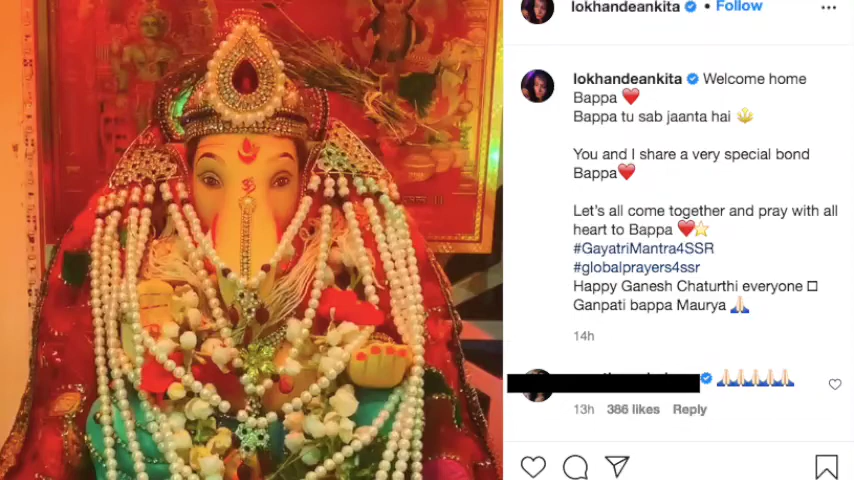 lokhandeankita • Follow
lokhandeankita Welcome home
Bappa ❤️
Bappa tu sab jaanta hai 🔱
You and I share a very special bond
Bappa❤️
Let's all come together and pray with all
heart to Bappa ❤️⭐
#GayatriMantra4SSR
#globalprayers4ssr
Happy Ganesh Chaturthi everyone □
Ganpati bappa Maurya 🙏🏻
14h
🙏🏻🙏🏻🙏🏻🙏🏻🙏🏻
13h 386 likes Reply